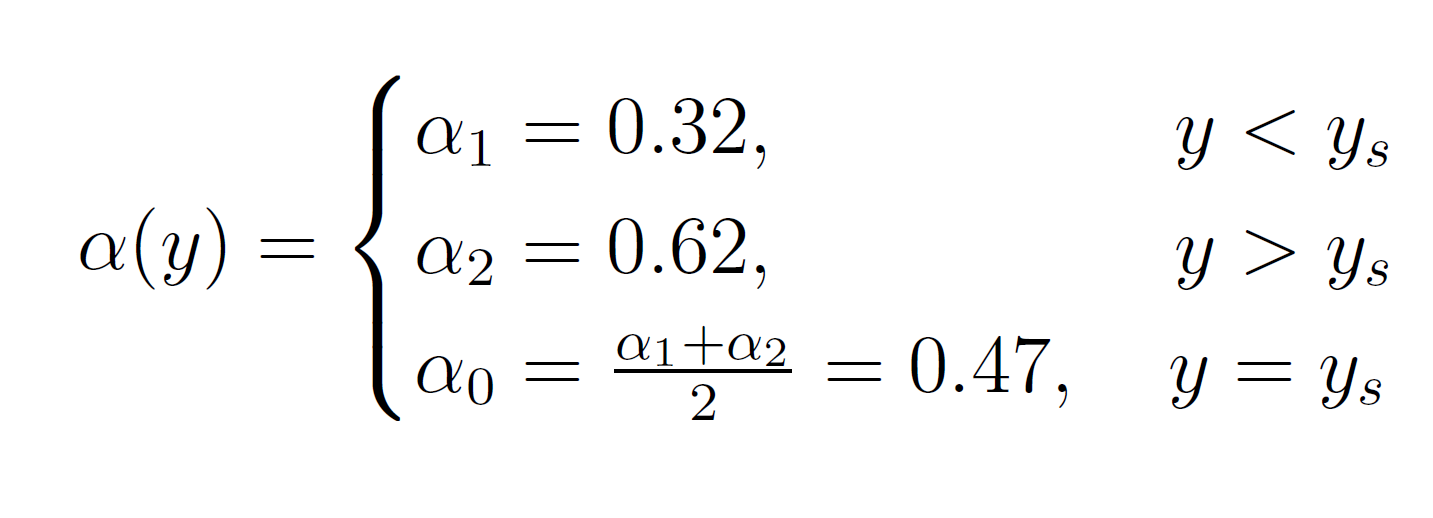 α(y) = { α₁ = 0.32, y < yₛ
α₂ = 0.62, y > yₛ
α₀ = (α₁+α₂)/2 = 0.47, y = yₛ